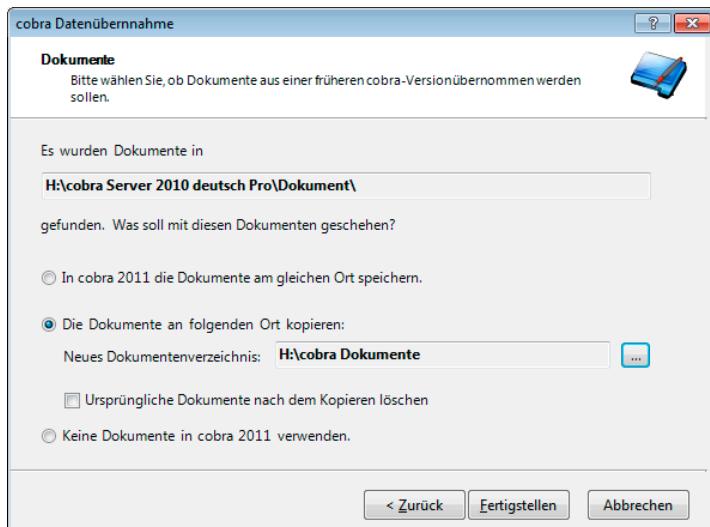 cobra Datenübernnahme
Dokumente
Bitte wählen Sie, ob Dokumente aus einer früheren cobra-Versionübernommen werden
sollen.
Es wurden Dokumente in
H:\cobra Server 2010 deutsch Pro\Dokument\
gefunden. Was soll mit diesen Dokumenten geschehen?
In cobra 2011 die Dokumente am gleichen Ort speichern.
Die Dokumente an folgenden Ort kopieren:
Neues Dokumentenverzeichnis: H:\cobra Dokumente ...
Ursprüngliche Dokumente nach dem Kopieren löschen
Keine Dokumente in cobra 2011 verwenden.
< Zurück Fertigstellen Abbrechen